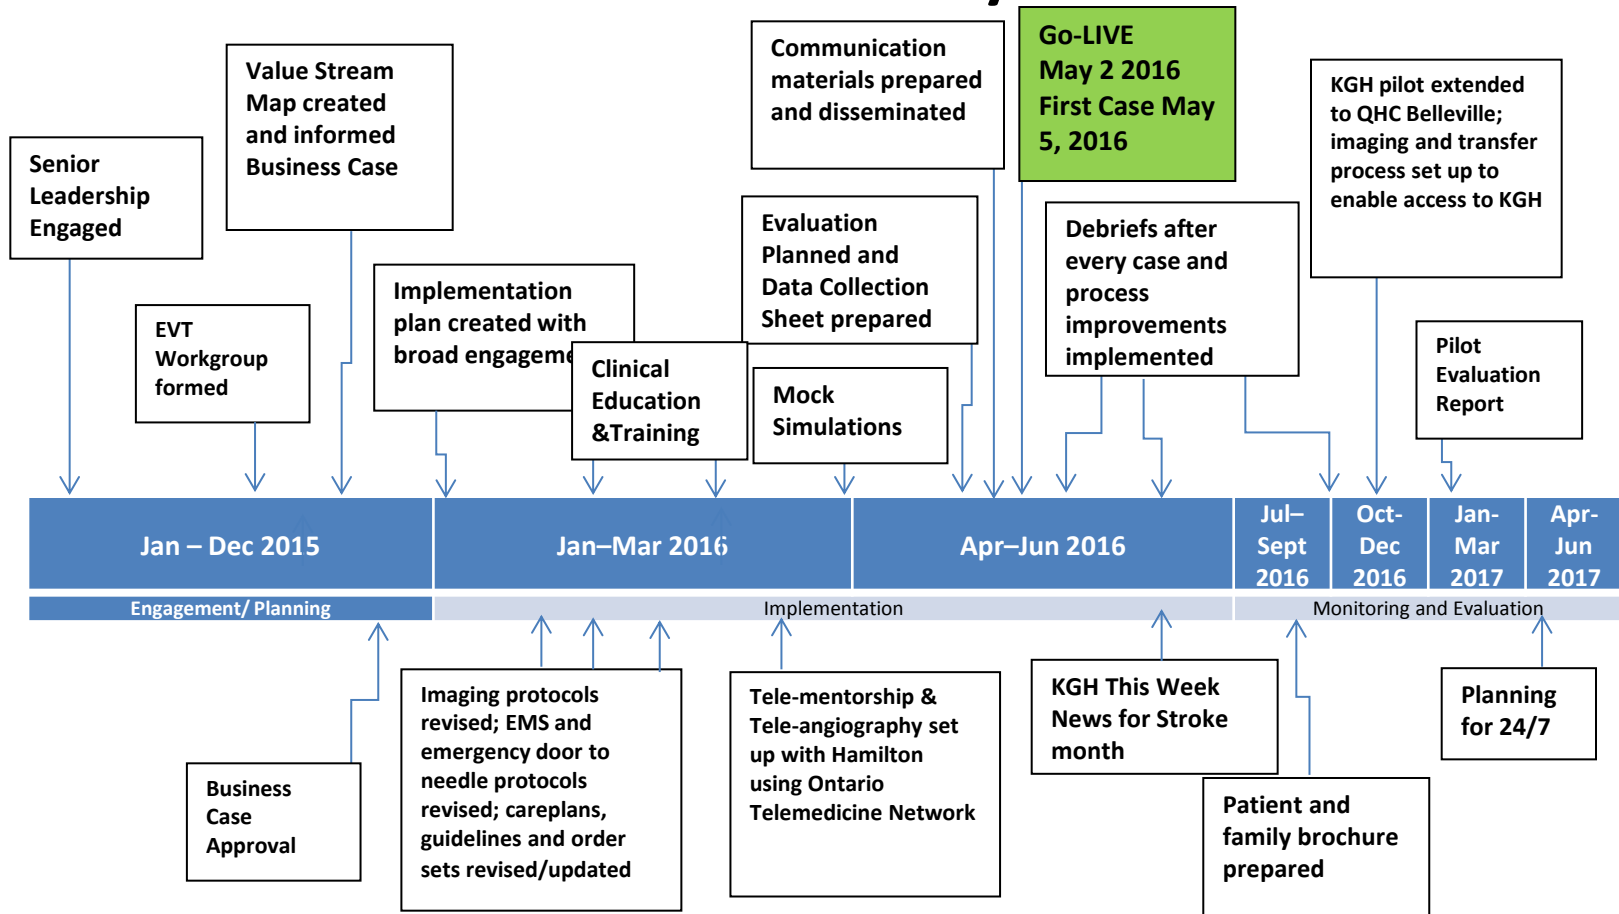 Senior
Leadership
Engaged
Value Stream
Map created
and informed
Business Case
EVT
Workgroup
formed
Implementation
plan created with
broad engageme
Clinical
Education
&Training
Communication
materials prepared
and disseminated
Evaluation
Planned and
Data Collection
Sheet prepared
Mock
Simulations
Go-LIVE
May 2 2016
First Case May
5, 2016
Debriefs after
every case and
process
improvements
implemented
KGH pilot extended
to QHC Belleville;
imaging and transfer
process set up to
enable access to KGH
Pilot
Evaluation
Report
Jan – Dec 2015
Jan–Mar 2016
Apr–Jun 2016
Jul–
Sept
2016
Oct-
Dec
2016
Jan-
Mar
2017
Apr-
Jun
2017
Engagement/ Planning
Implementation
Monitoring and Evaluation
Business
Case
Approval
Imaging protocols
revised; EMS and
emergency door to
needle protocols
revised; careplans,
guidelines and order
sets revised/updated
Tele-mentorship &
Tele-angiography set
up with Hamilton
using Ontario
Telemedicine Network
KGH This Week
News for Stroke
month
Patient and
family brochure
prepared
Planning
for 24/7